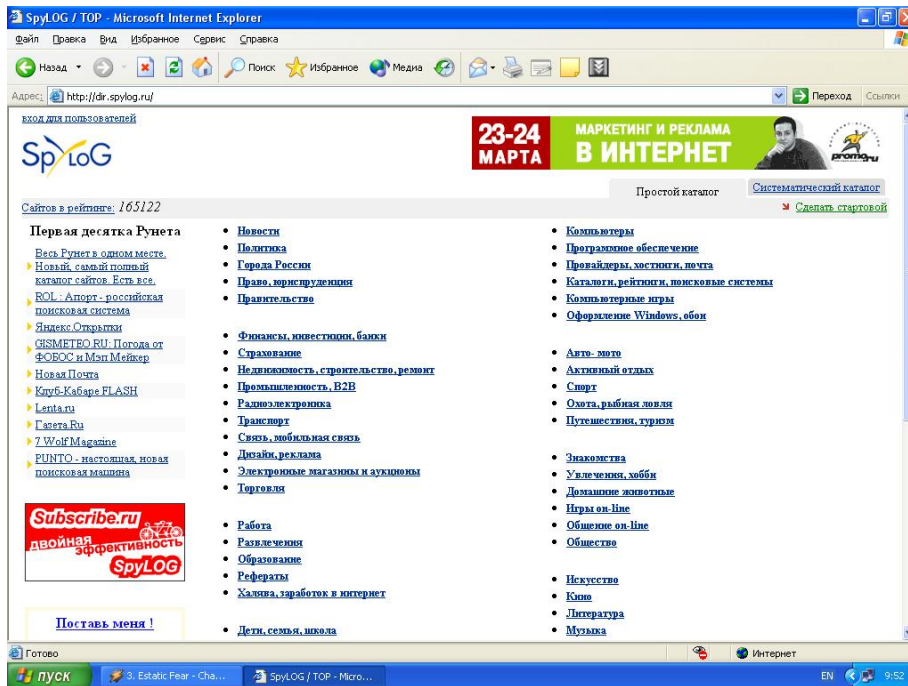 SpyLOG / TOP - Microsoft Internet Explorer
Файл Правка Вид Избранное Сервис Справка
Назад Поиск Избранное Медиа
Адрес: http://dir.spylog.ru/ Переход Ссылки
вход для пользователей
SpyLOG
23-24 МАРТА
МАРКЕТИНГ И РЕКЛАМА
В ИНТЕРНЕТ
promo.ru
Простой каталог
Систематический каталог
Сайтов в рейтинге: 165122
Сделать стартовой
Первая десятка Рунета
Весь Рунет в одном месте.
Новый, самый полный
каталог сайтов. Есть все.
ROL : Апорт - российская
поисковая система
Яндекс.Открытки
GISMETEO.RU: Погода от
ФОБОС и Мэп Мейкер
Новая Почта
Клуб-Кабаре FLASH
Lenta.ru
Газета.Ru
7 Wolf Magazine
PUNTO - настоящая, новая
поисковая машина
Subscribe.ru
двойная
эффективность
SpyLOG
Поставь меня !
Новости
Политика
Города России
Право, юриспруденция
Правительство
Финансы, инвестиции, банки
Страхование
Недвижимость, строительство, ремонт
Промышленность, B2B
Радиоэлектроника
Транспорт
Связь, мобильная связь
Дизайн, реклама
Электронные магазины и аукционы
Торговля
Работа
Развлечения
Образование
Рефераты
Халява, заработок в интернет
Дети, семья, школа
Компьютеры
Программное обеспечение
Провайдеры, хостинги, почта
Каталоги, рейтинги, поисковые системы
Компьютерные игры
Оформление Windows, обои
Авто- мото
Активный отдых
Спорт
Охота, рыбная ловля
Путешествия, туризм
Знакомства
Увлечения, хобби
Домашние животные
Игры on-line
Общение on-line
Общество
Искусство
Кино
Литература
Музыка
Готово Интернет
пуск 3. Estatic Fear - Cha... SpyLOG / TOP - Micro... EN 9:52